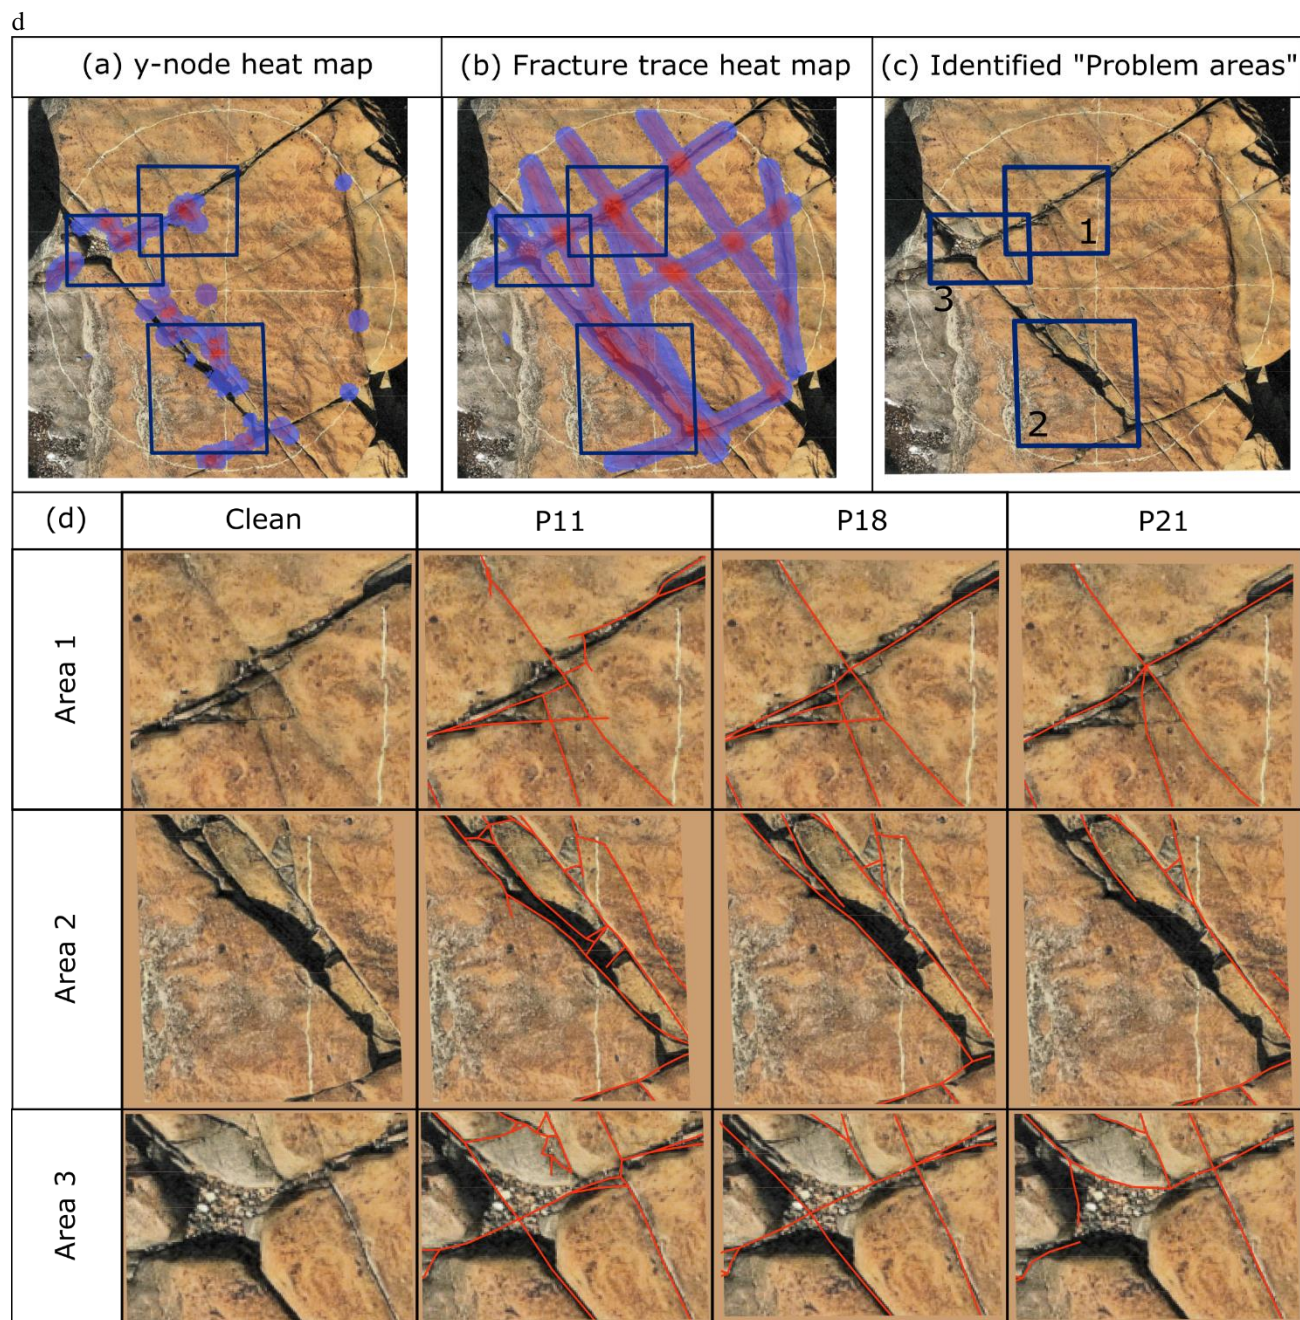 d
(a) y-node heat map
(b) Fracture trace heat map
(c) Identified "Problem areas"
1
3
2
(d)
Clean
P11
P18
P21
Area 1
Area 2
Area 3